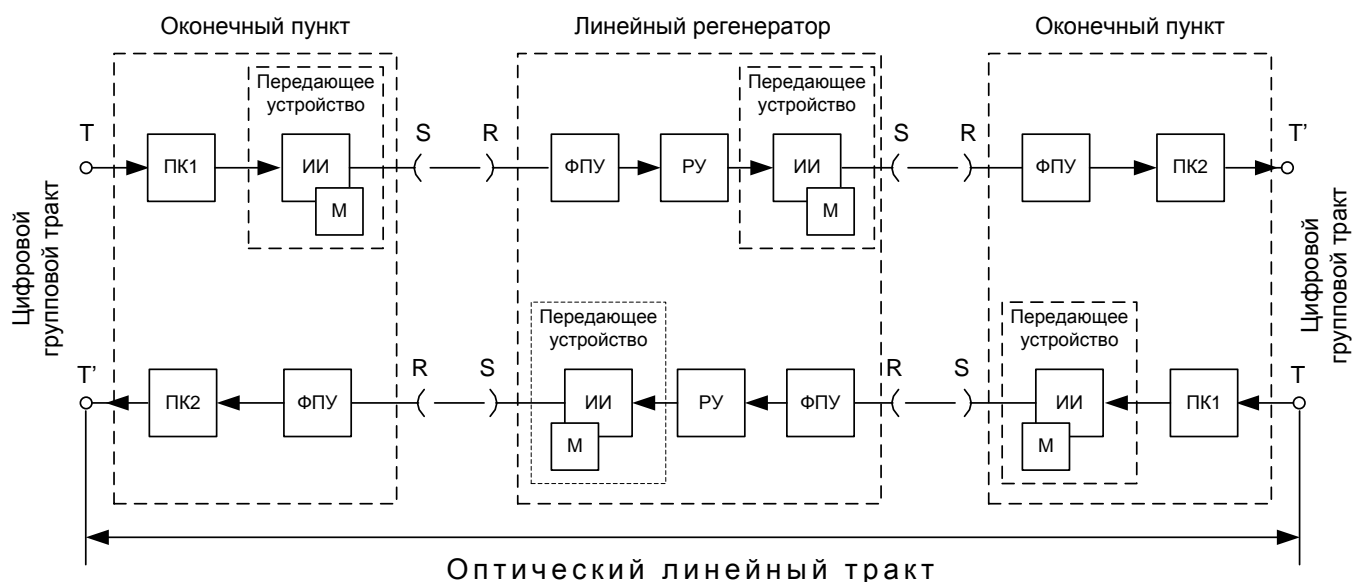 Оконечный пункт
Линейный регенератор
Оконечный пункт
Передающее
устройство
Передающее
устройство
T
ПК1
ИИ
М
S
R
ФПУ
РУ
ИИ
М
S
R
ФПУ
ПК2
T’
Цифровой
групповой тракт
Цифровой
групповой тракт
Передающее
устройство
Передающее
устройство
T’
ПК2
ФПУ
R
S
ИИ
М
РУ
ФПУ
R
S
ИИ
М
ПК1
T
Оптический линейный тракт